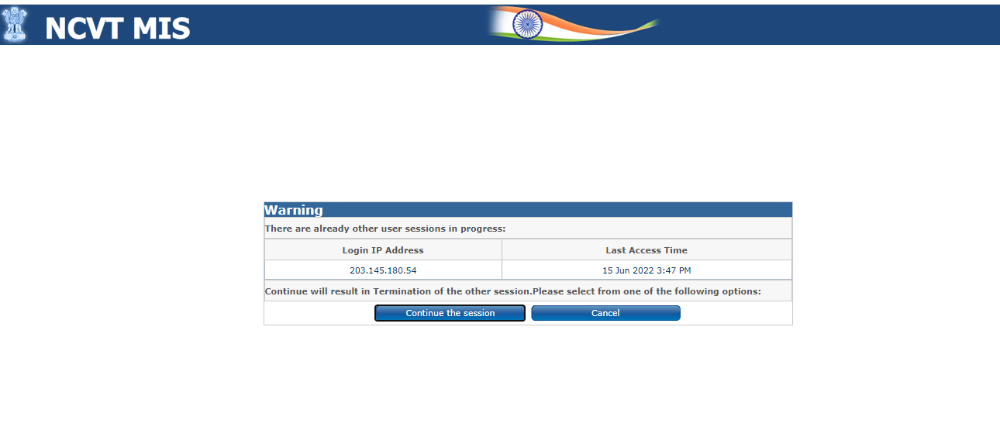 NCVT MIS
Warning
There are already other user sessions in progress:
Login IP Address Last Access Time
203.145.180.54 15 Jun 2022 3:47 PM
Continue will result in Termination of the other session.Please select from one of the following options:
Continue the session Cancel